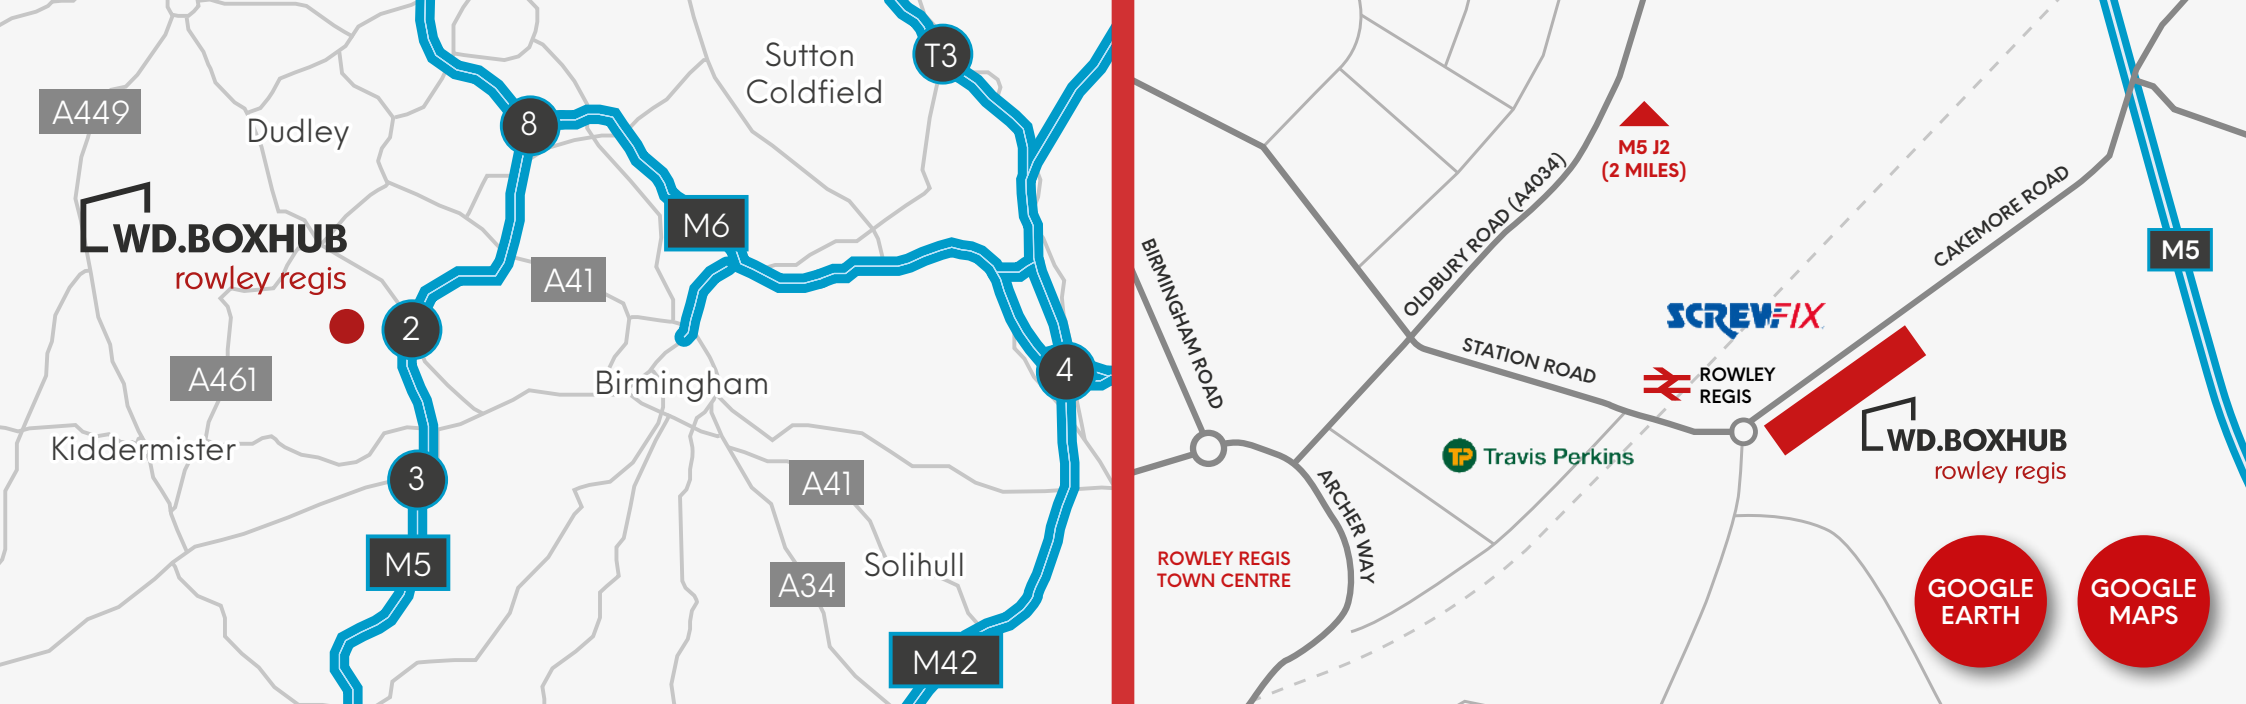 Sutton
Coldfield
T3
A449
Dudley
8
WD.BOXHUB
rowley regis
M6
A41
2
A461
Birmingham
4
Kiddermister
3
A41
M5
Solihull
A34
M42
M5 J2
(2 MILES)
OLDBURY ROAD (A4034)
CAKEMORE ROAD
M5
BIRMINGHAM ROAD
SCREWFIX
STATION ROAD
ROWLEY
REGIS
WD.BOXHUB
rowley regis
TP Travis Perkins
ARCHER WAY
ROWLEY REGIS
TOWN CENTRE
GOOGLE
EARTH
GOOGLE
MAPS